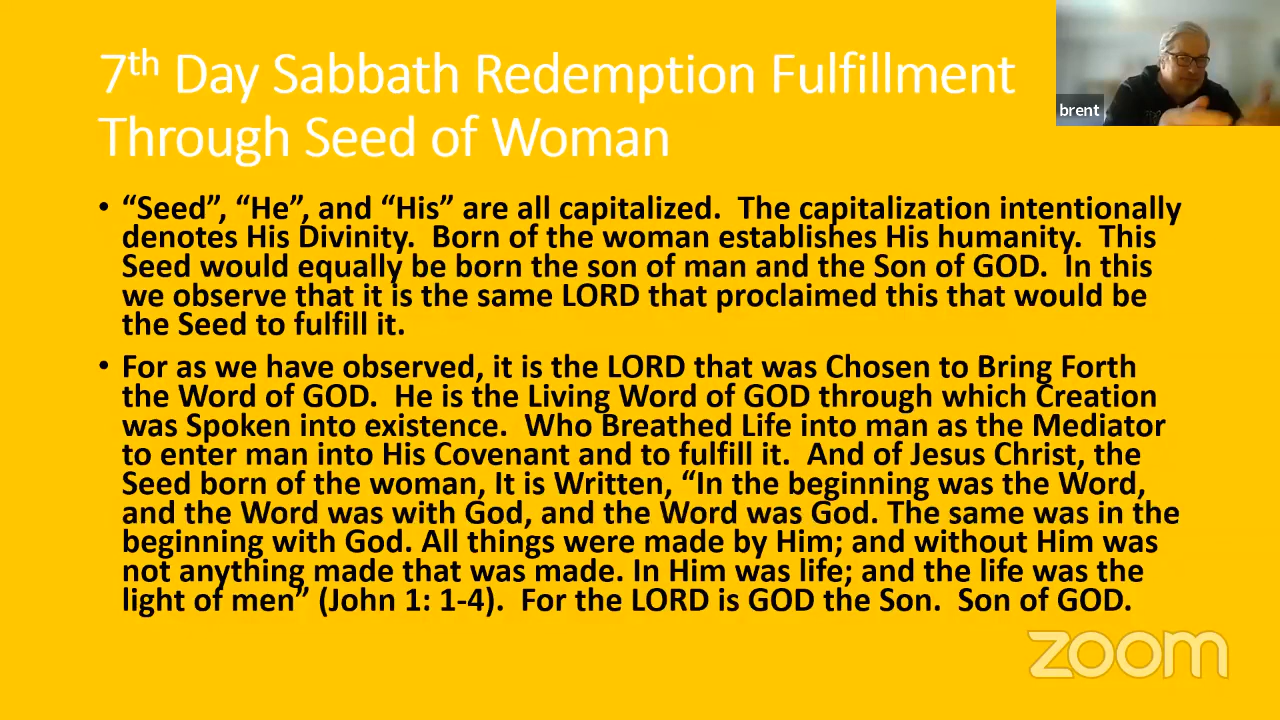 7th Day Sabbath Redemption Fulfillment
Through Seed of Woman
brent
• “Seed”, “He”, and “His” are all capitalized.  The capitalization intentionally
denotes His Divinity.  Born of the woman establishes His humanity.  This
Seed would equally be born the son of man and the Son of GOD.  In this
we observe that it is the same LORD that proclaimed this that would be
the Seed to fulfill it.
• For as we have observed, it is the LORD that was Chosen to Bring Forth
the Word of GOD.  He is the Living Word of GOD through which Creation
was Spoken into existence.  Who Breathed Life into man as the Mediator
to enter man into His Covenant and to fulfill it.  And of Jesus Christ, the
Seed born of the woman, It is Written, “In the beginning was the Word,
and the Word was with God, and the Word was God. The same was in the
beginning with God. All things were made by Him; and without Him was
not anything made that was made. In Him was life; and the life was the
light of men” (John 1: 1-4).  For the LORD is GOD the Son.  Son of GOD.
zoom